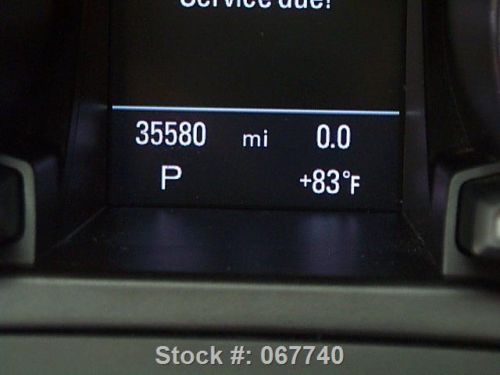 Service due!
35580 mi 0.0
P +83°F
Stock #: 067740